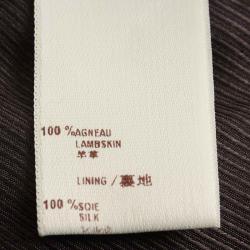 100 % AGNEAU
LAMBSKIN
羊革
LINING / 裏地
100 % SOIE
SILK